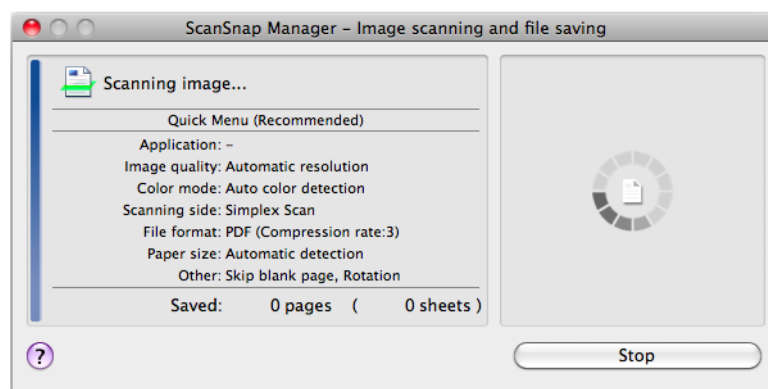 ScanSnap Manager – Image scanning and file saving
Scanning image...
Quick Menu (Recommended)
Application: –
Image quality: Automatic resolution
Color mode: Auto color detection
Scanning side: Simplex Scan
File format: PDF (Compression rate:3)
Paper size: Automatic detection
Other: Skip blank page, Rotation
Saved: 0 pages ( 0 sheets )
? Stop